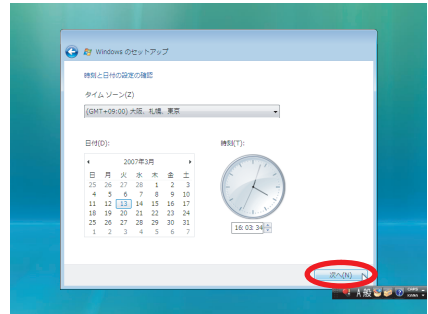 Windows のセットアップ
時刻と日付の設定の確認
タイム ゾーン(Z)
(GMT+09:00) 大阪、札幌、東京
日付(D):
時刻(T):
2007年3月
日 月 火 水 木 金 土
25 26 27 28 1 2 3
4 5 6 7 8 9 10
11 12 13 14 15 16 17
18 19 20 21 22 23 24
25 26 27 28 29 30 31
1 2 3 4 5 6 7
16:03:34
次へ(N)
A 般
CAPS
KANA